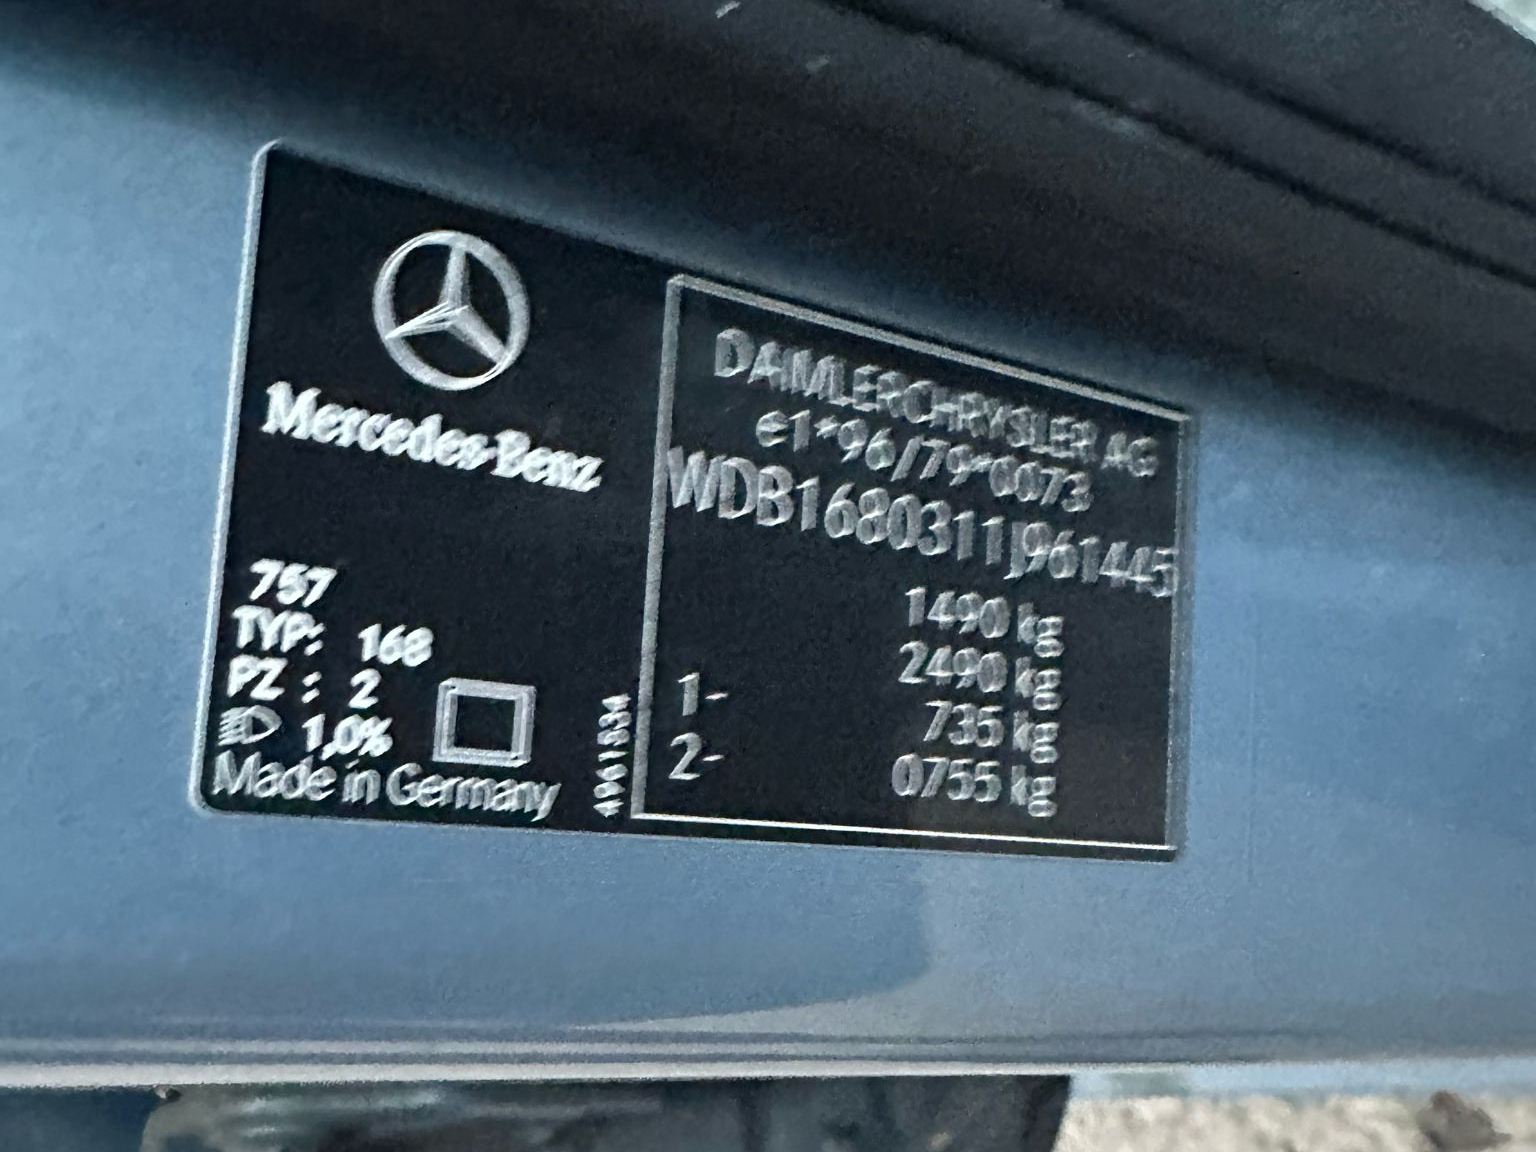 Mercedes-Benz
757
TYP: 168
PZ : 2
1,0%
Made in Germany
4961334
DAIMLERCHRYSLER AG
e1*96/79*0073
WDB1680311J961445
1490 kg
2490 kg
1- 735 kg
2- 0755 kg